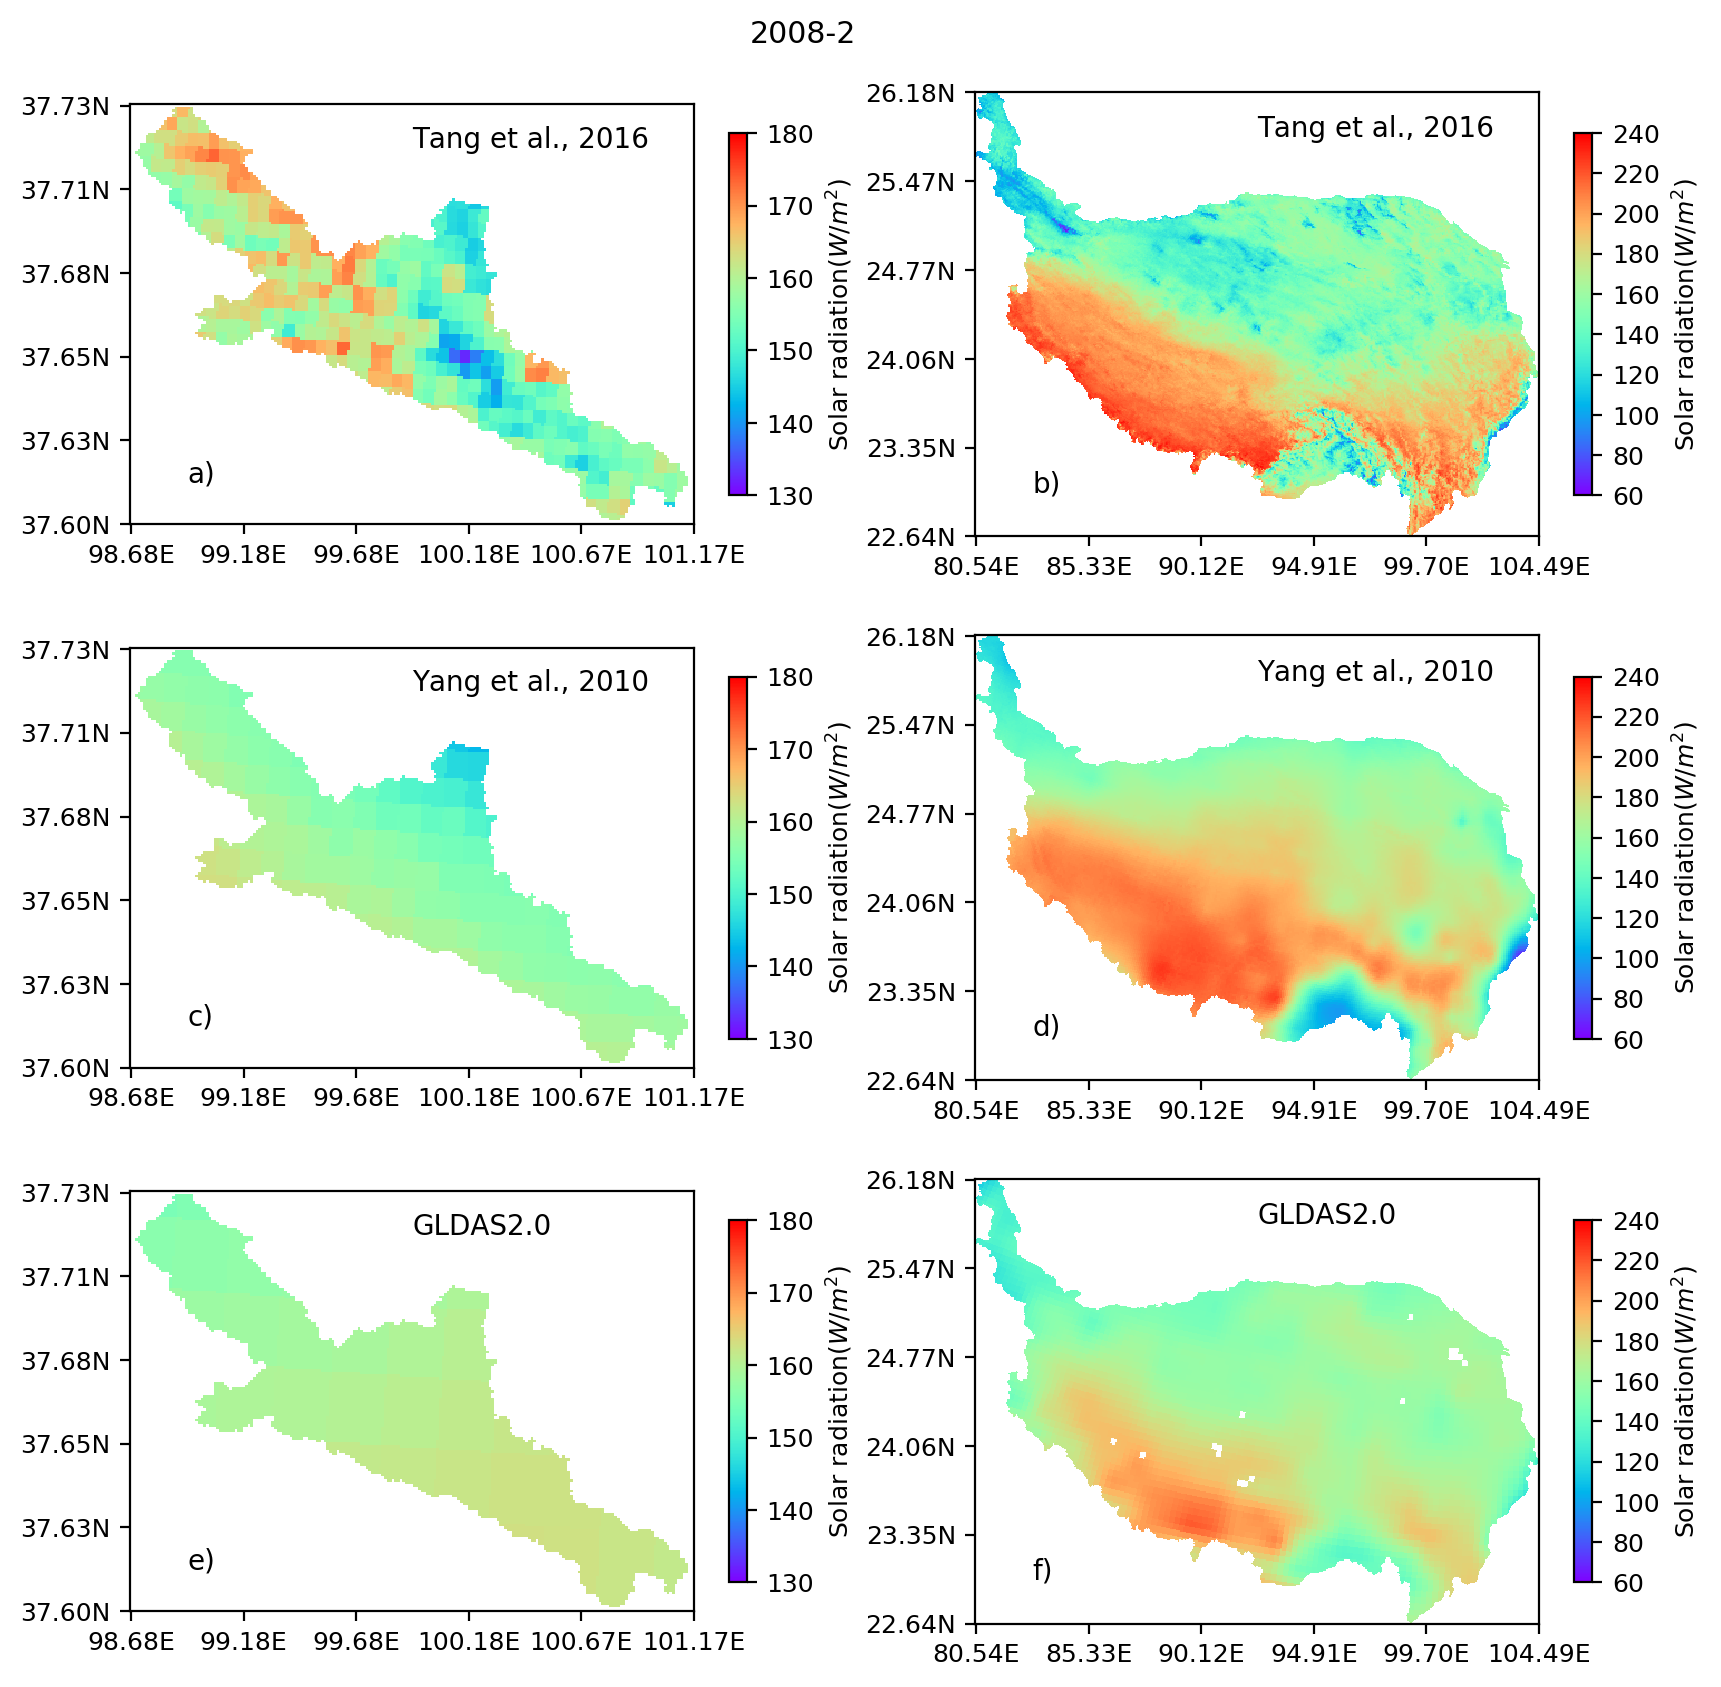 2008-2
37.73N
37.71N
37.68N
37.65N
37.63N
37.60N
98.68E 99.18E 99.68E 100.18E 100.67E 101.17E
Tang et al., 2016
a)
180
170
160
150
140
130
Solar radiation(W/m²)
26.18N
25.47N
24.77N
24.06N
23.35N
22.64N
80.54E 85.33E 90.12E 94.91E 99.70E 104.49E
Tang et al., 2016
b)
240
220
200
180
160
140
120
100
80
60
Solar radiation(W/m²)
37.73N
37.71N
37.68N
37.65N
37.63N
37.60N
98.68E 99.18E 99.68E 100.18E 100.67E 101.17E
Yang et al., 2010
c)
180
170
160
150
140
130
Solar radiation(W/m²)
26.18N
25.47N
24.77N
24.06N
23.35N
22.64N
80.54E 85.33E 90.12E 94.91E 99.70E 104.49E
Yang et al., 2010
d)
240
220
200
180
160
140
120
100
80
60
Solar radiation(W/m²)
37.73N
37.71N
37.68N
37.65N
37.63N
37.60N
98.68E 99.18E 99.68E 100.18E 100.67E 101.17E
GLDAS2.0
e)
180
170
160
150
140
130
Solar radiation(W/m²)
26.18N
25.47N
24.77N
24.06N
23.35N
22.64N
80.54E 85.33E 90.12E 94.91E 99.70E 104.49E
GLDAS2.0
f)
240
220
200
180
160
140
120
100
80
60
Solar radiation(W/m²)